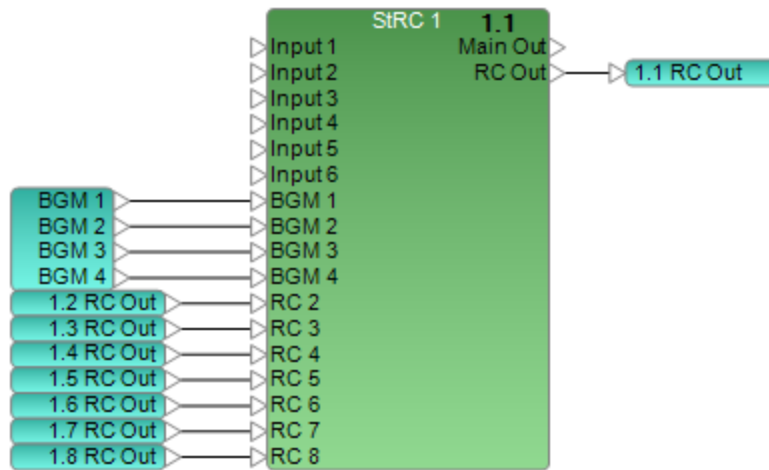 StRC 1 1.1
Input 1 Main Out
Input 2 RC Out 1.1 RC Out
Input 3
Input 4
Input 5
Input 6
BGM 1 BGM 1
BGM 2 BGM 2
BGM 3 BGM 3
BGM 4 BGM 4
1.2 RC Out RC 2
1.3 RC Out RC 3
1.4 RC Out RC 4
1.5 RC Out RC 5
1.6 RC Out RC 6
1.7 RC Out RC 7
1.8 RC Out RC 8